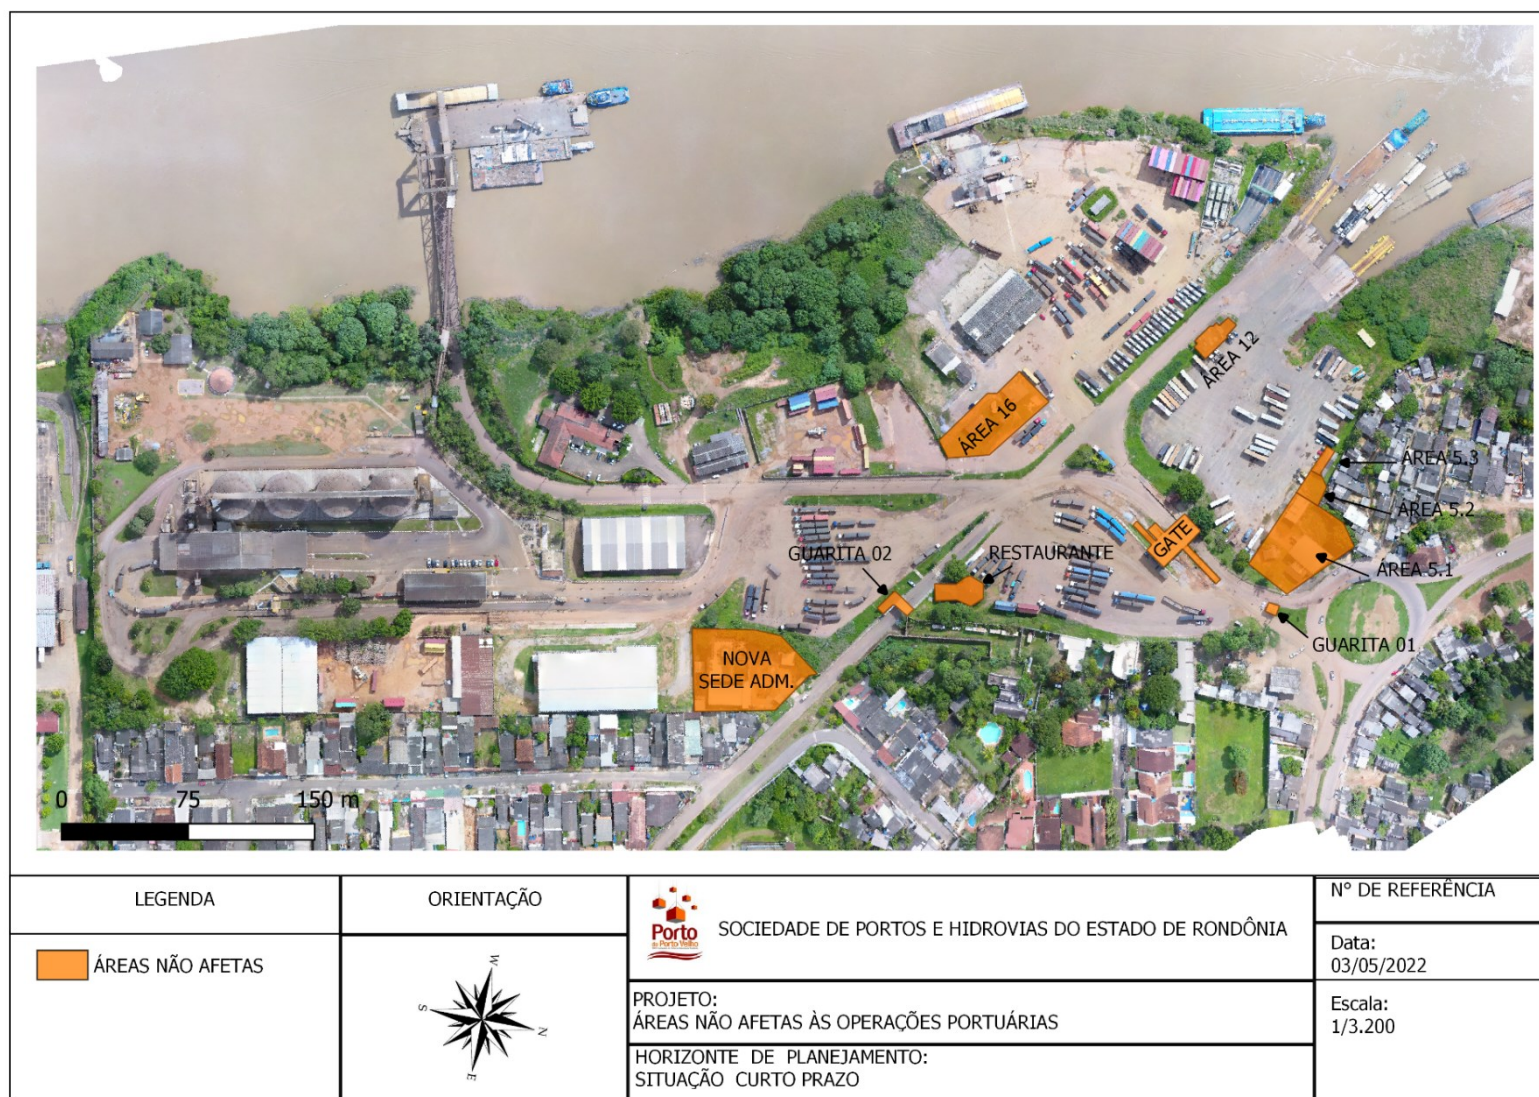 ÁREA 12
ÁREA 16
ÁREA 5.3
ÁREA 5.2
GATE
GUARITA 02
RESTAURANTE
ÁREA 5.1
GUARITA 01
NOVA
SEDE ADM.
0 75 150 m
LEGENDA
ÁREAS NÃO AFETAS
ORIENTAÇÃO
W
S
N
E
Porto
SOCIEDADE DE PORTOS E HIDROVIAS DO ESTADO DE RONDÔNIA
PROJETO:
ÁREAS NÃO AFETAS ÀS OPERAÇÕES PORTUÁRIAS
HORIZONTE DE PLANEJAMENTO:
SITUAÇÃO CURTO PRAZO
N° DE REFERÊNCIA
Data:
03/05/2022
Escala:
1/3.200